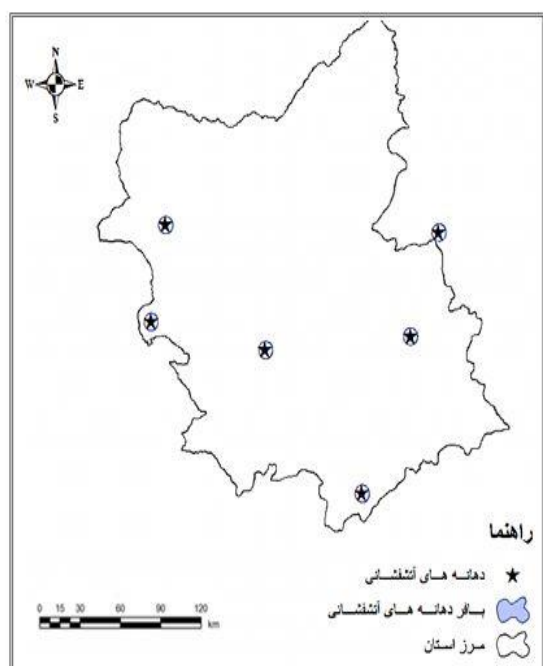 N
W E
S
راهنما
دهانه های آتشفشانی
بافر دهانه های آتشفشانی
مرز استان
0 15 30 60 90 120
km